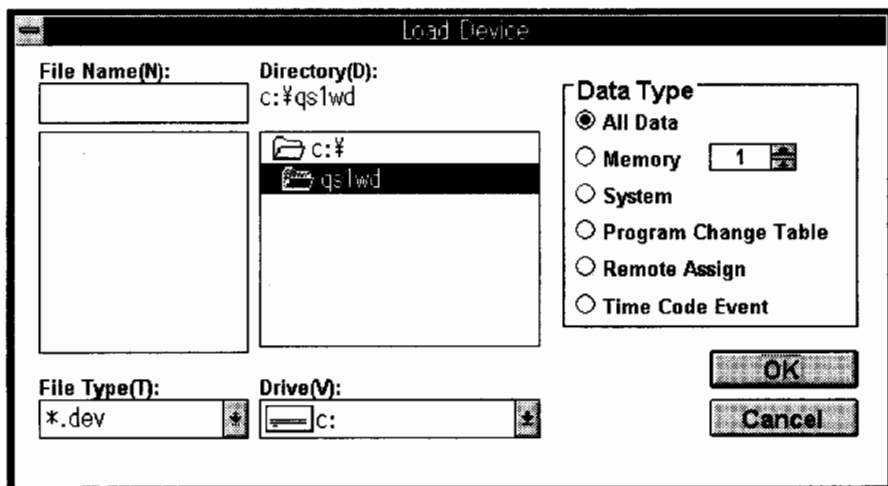 Load Device
File Name(N):
Directory(D):
c:¥qs1wd
c:¥
qs1wd
File Type(T):
*.dev
Drive(V):
c:
Data Type
All Data
Memory 1
System
Program Change Table
Remote Assign
Time Code Event
OK
Cancel